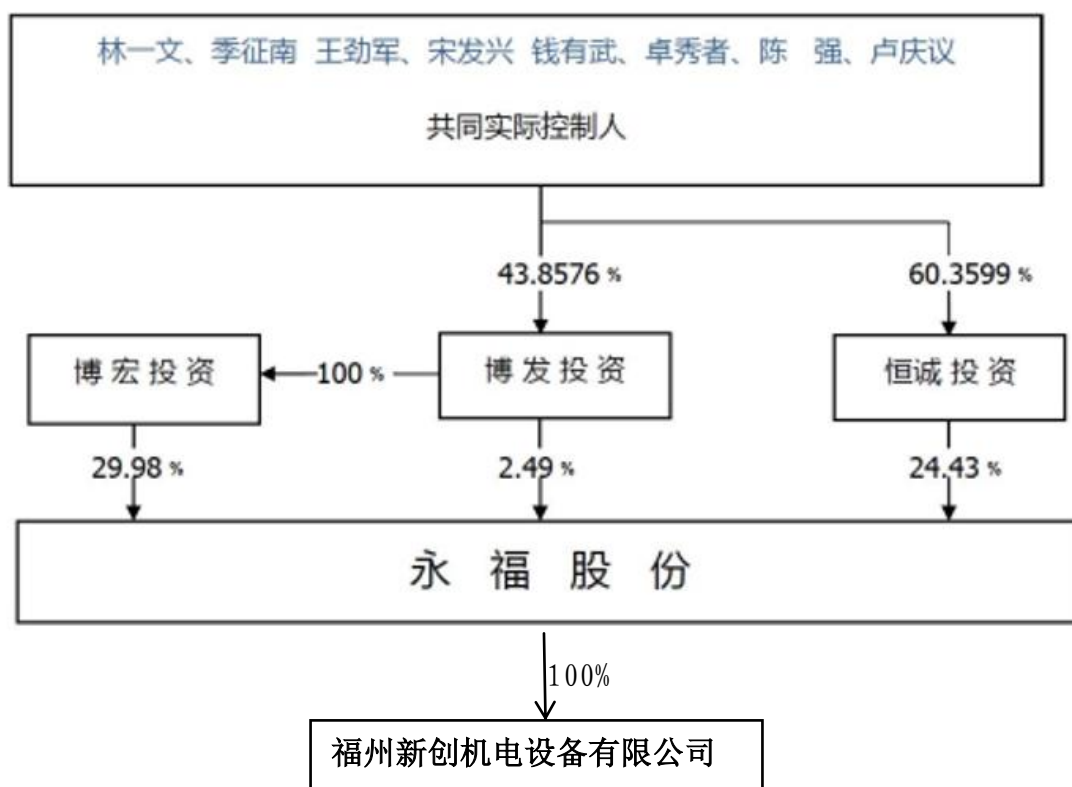 林一文、季征南 王劲军、宋发兴 钱有武、卓秀者、陈 强、卢庆议
共同实际控制人
43.8576 %
60.3599 %
博宏投资
100 %
博发投资
恒诚投资
29.98 %
2.49 %
24.43 %
永福股份
100%
福州新创机电设备有限公司